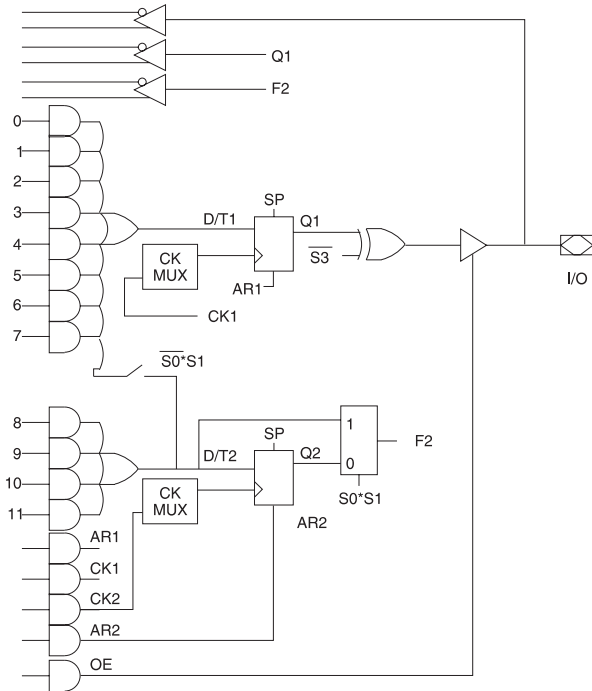 Q1
F2
0
1
2
3
4
5
6
7
SP
D/T1
Q1
S̅3̅
CK
MUX
AR1
CK1
I/O
S̅0̅*S1
8
9
10
11
SP
D/T2
Q2
1
0
F2
CK
MUX
S0*S1
AR2
AR1
CK1
CK2
AR2
OE